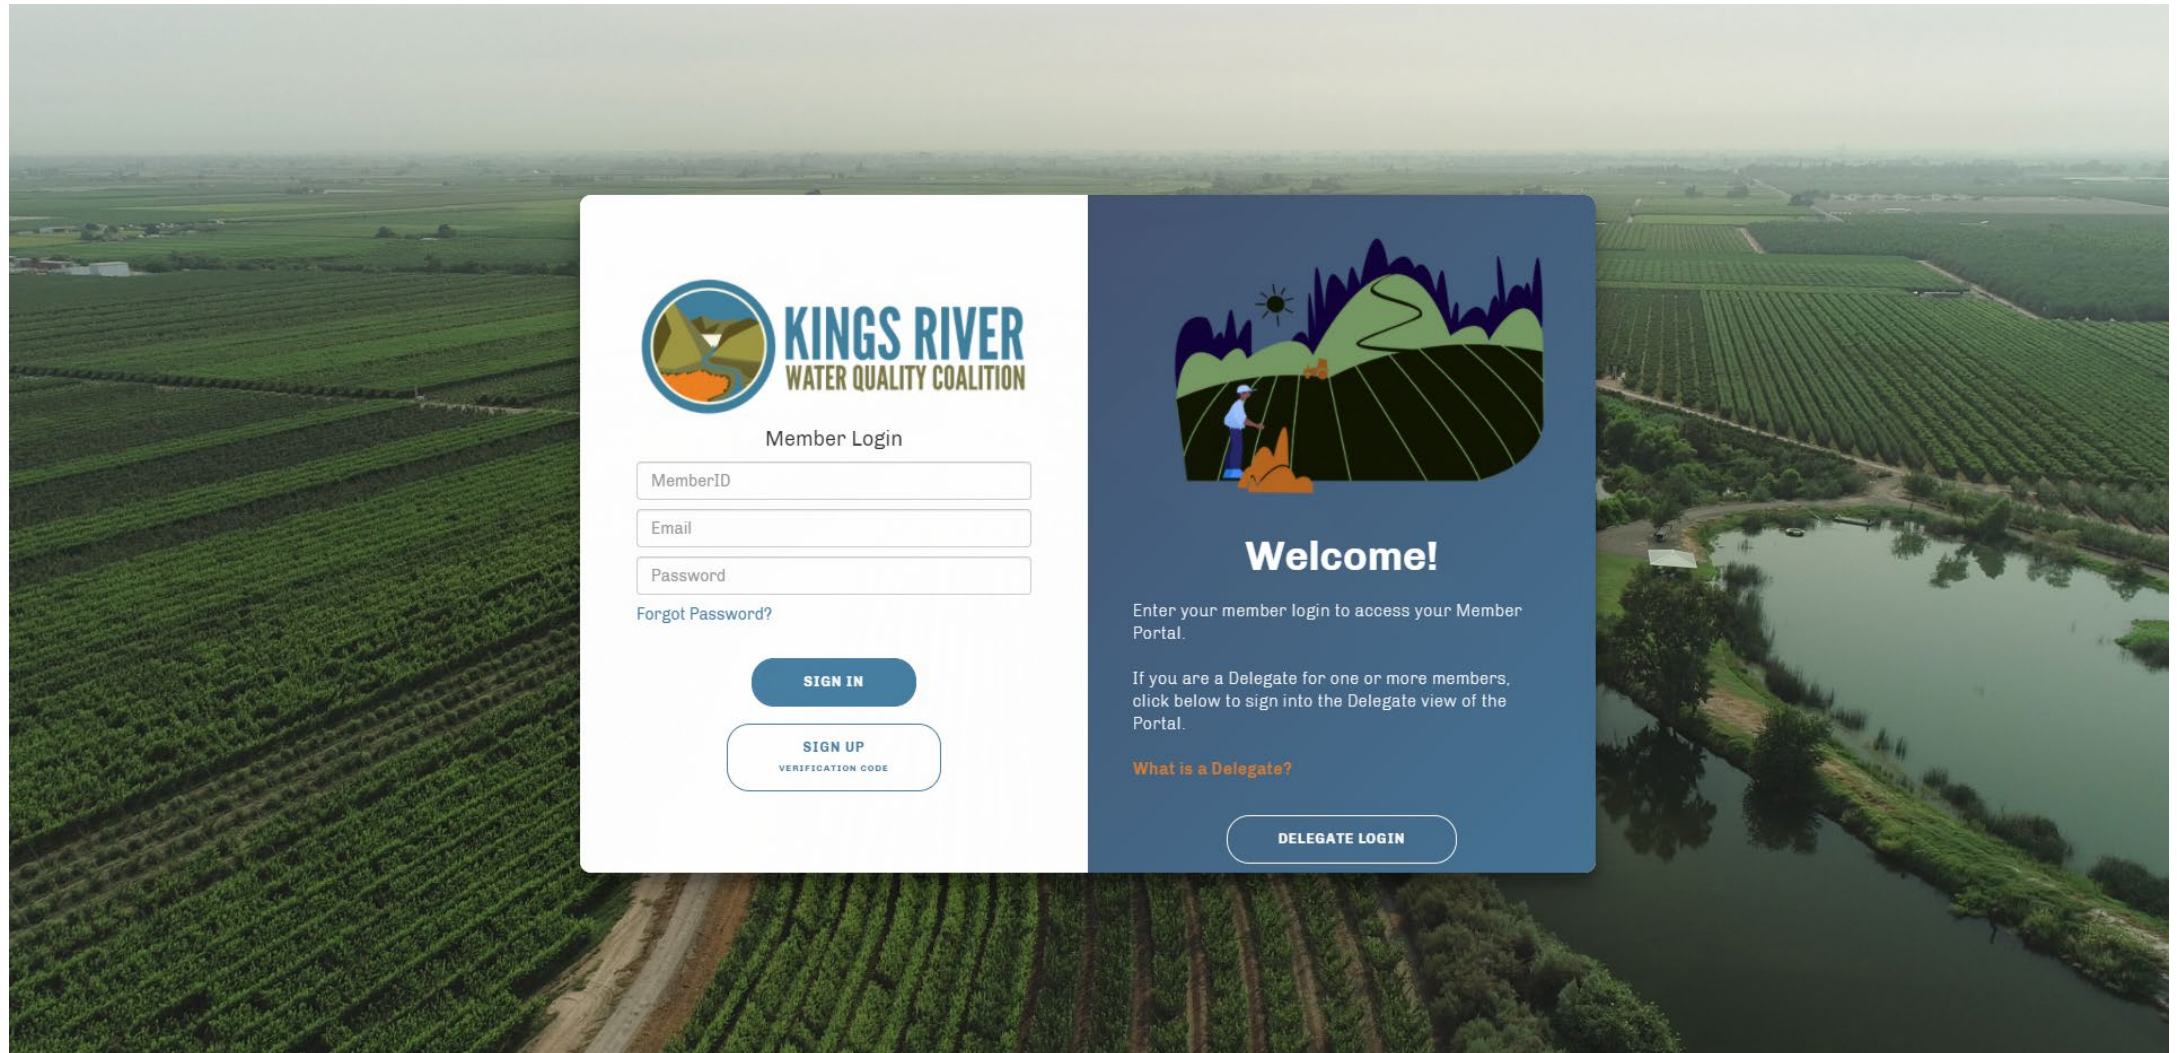 KINGS RIVER
WATER QUALITY COALITION
Member Login
MemberID
Email
Password
Forgot Password?
SIGN IN
SIGN UP
VERIFICATION CODE
Welcome!
Enter your member login to access your Member
Portal.
If you are a Delegate for one or more members,
click below to sign into the Delegate view of the
Portal.
What is a Delegate?
DELEGATE LOGIN